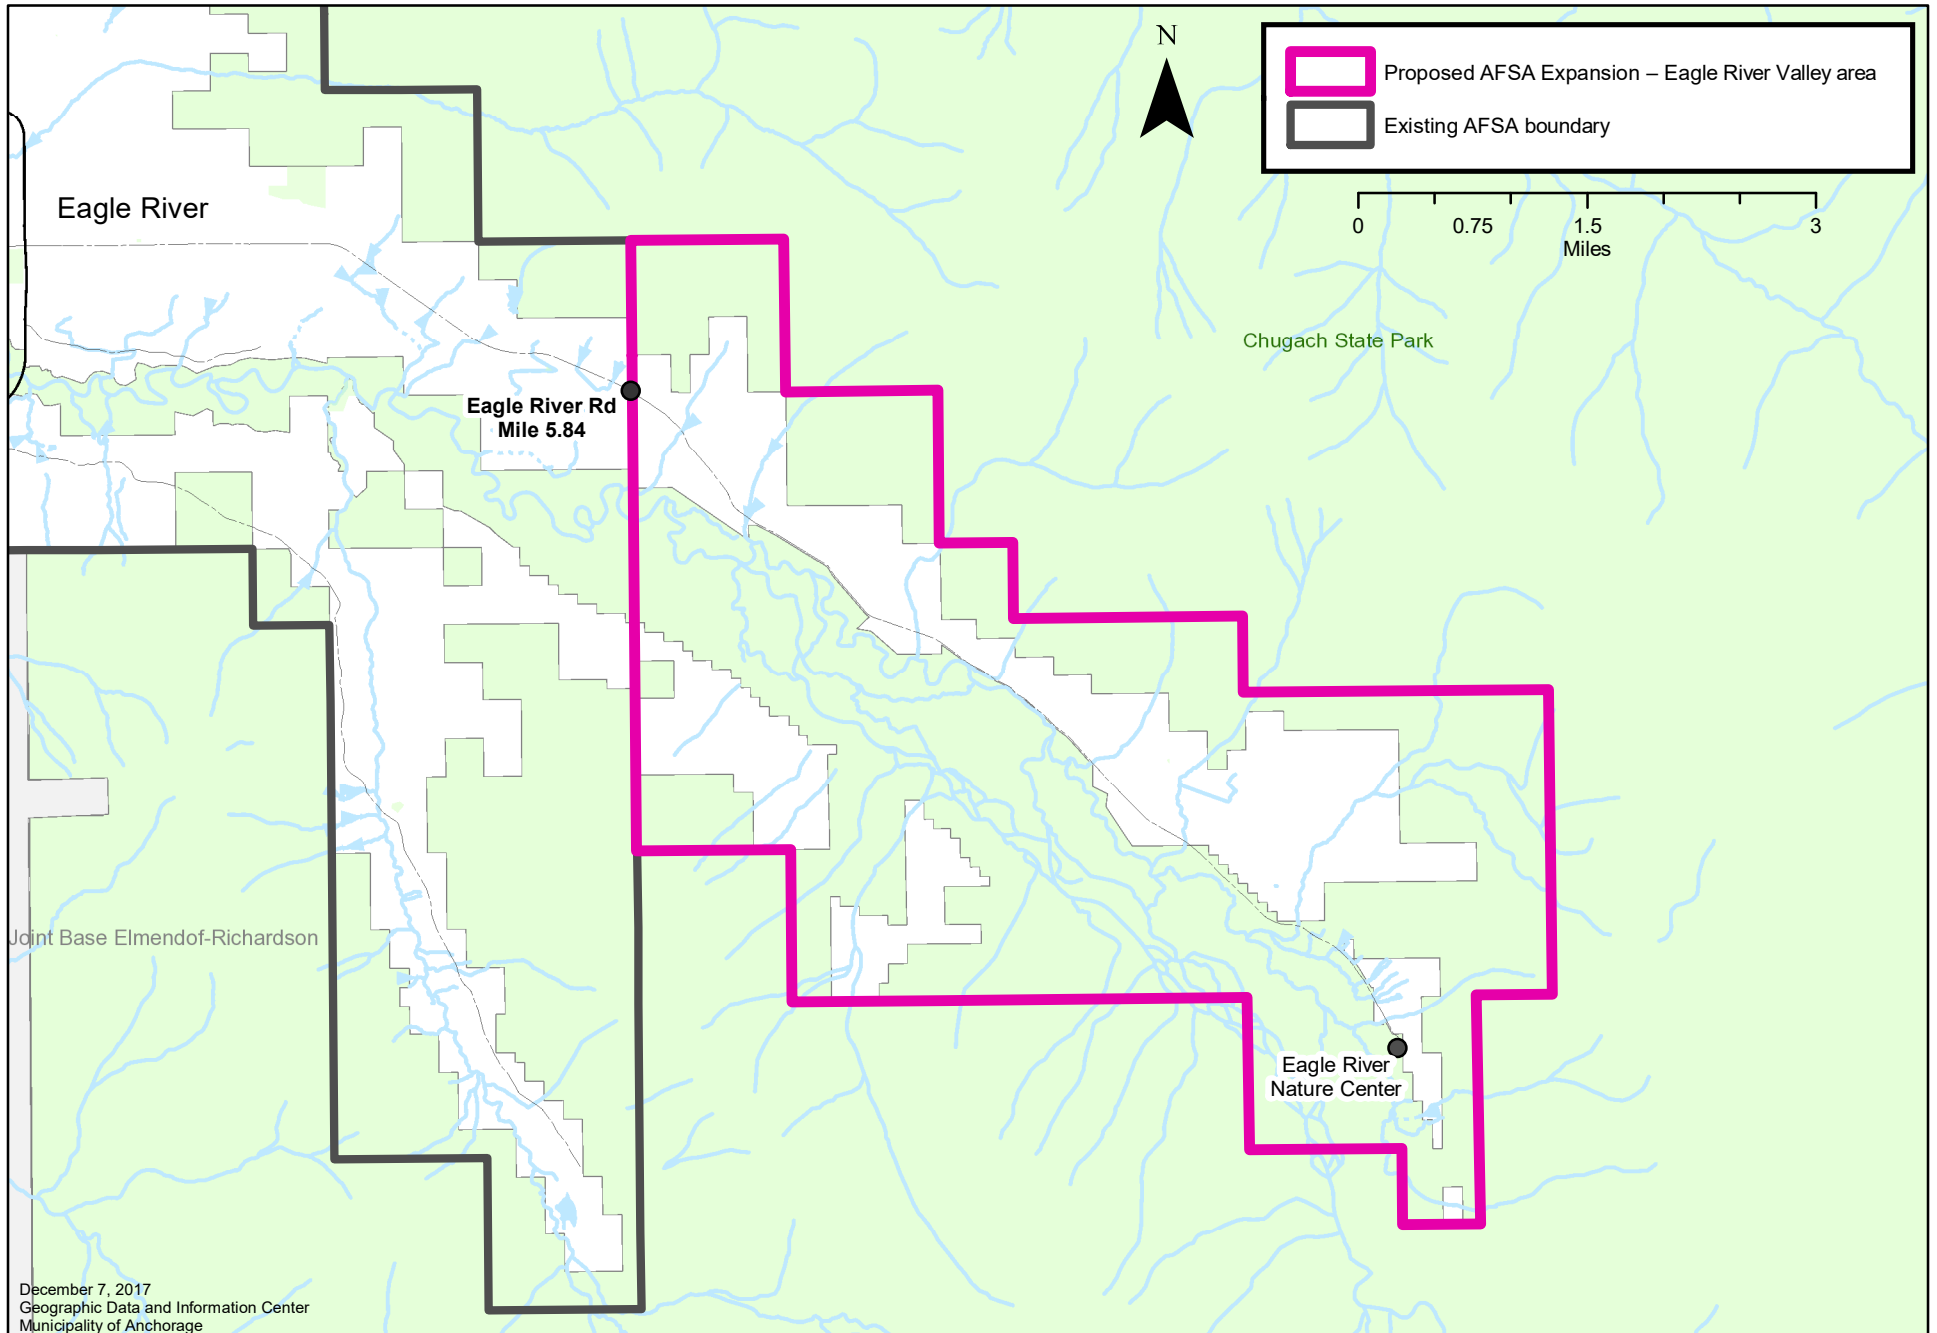 N
Proposed AFSA Expansion – Eagle River Valley area
Existing AFSA boundary
Eagle River
0 0.75 1.5 3
Miles
Chugach State Park
Eagle River Rd
Mile 5.84
Joint Base Elmendof-Richardson
Eagle River
Nature Center
December 7, 2017
Geographic Data and Information Center
Municipality of Anchorage